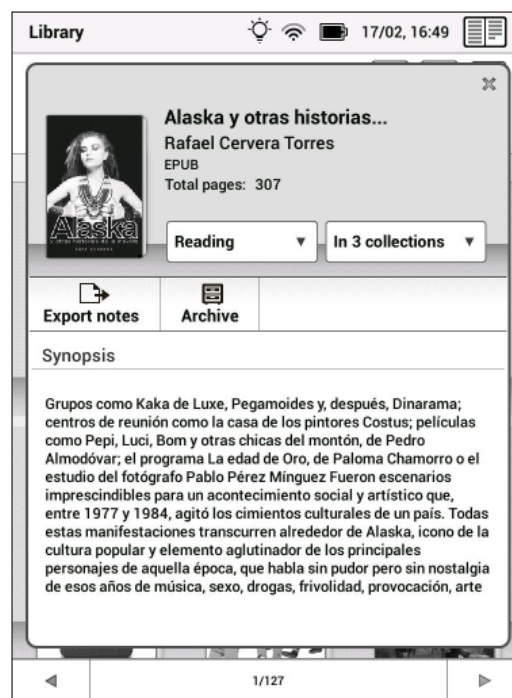 Library
17/02, 16:49
Alaska y otras historias...
Rafael Cervera Torres
EPUB
Total pages: 307
Alaska
Reading
In 3 collections
Export notes
Archive
Synopsis
Grupos como Kaka de Luxe, Pegamoides y, después, Dinarama;
centros de reunión como la casa de los pintores Costus; películas
como Pepi, Luci, Bom y otras chicas del montón, de Pedro
Almodóvar; el programa La edad de Oro, de Paloma Chamorro o el
estudio del fotógrafo Pablo Pérez Mínguez Fueron escenarios
imprescindibles para un acontecimiento social y artístico que,
entre 1977 y 1984, agitó los cimientos culturales de un país. Todas
estas manifestaciones transcurren alrededor de Alaska, icono de la
cultura popular y elemento aglutinador de los principales
personajes de aquella época, que habla sin pudor pero sin nostalgia
de esos años de música, sexo, drogas, frivolidad, provocación, arte
1/127